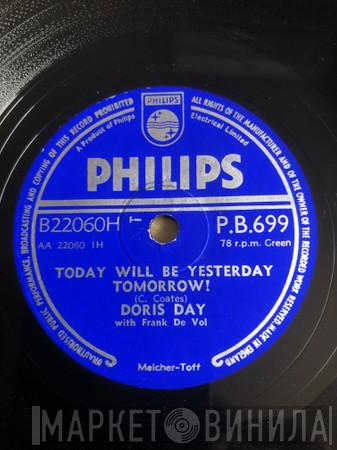 UNAUTHORISED PUBLIC PERFORMANCE, BROADCASTING AND COPYING OF THIS RECORD PROHIBITED
ALL RIGHTS OF THE MANUFACTURER AND OF THE OWNER OF THE RECORDED WORK RESERVED MADE IN ENGLAND
PHILIPS
A Product of Philips Electrical Limited
PHILIPS
B22060H P.B.699
AA 22060 1H 78 r.p.m. Green
TODAY WILL BE YESTERDAY
TOMORROW!
(C. Coates)
DORIS DAY
with Frank De Vol
Melcher-Toff
МАРКЕТ ВИНИЛА